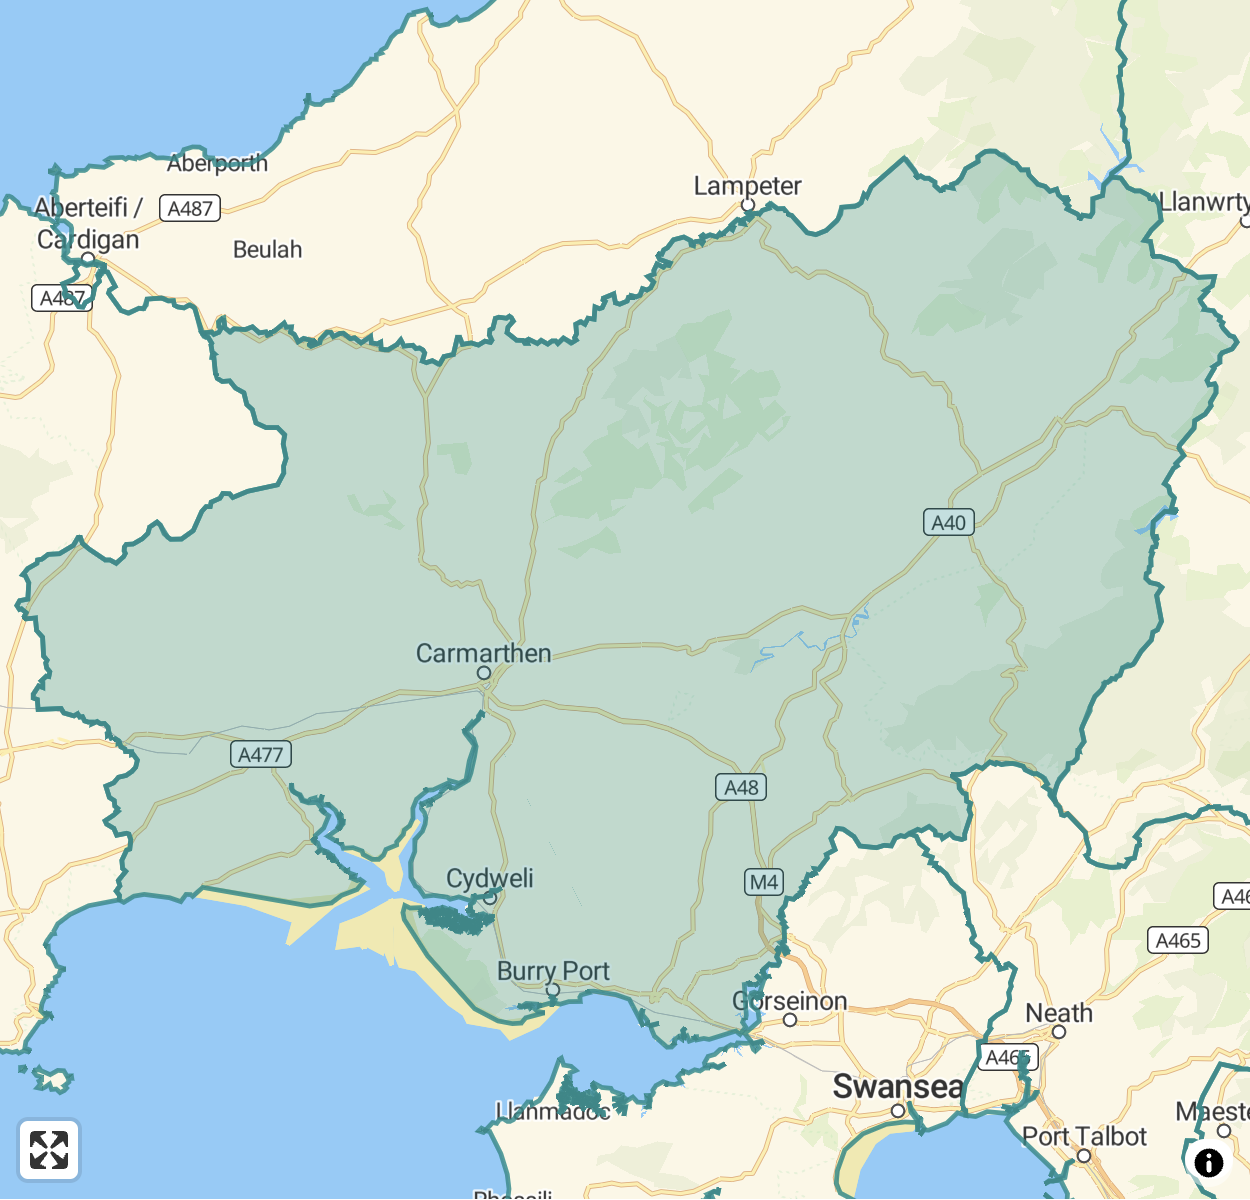 Aberporth
Lampeter
Aberteifi /
Cardigan
A487
Llanwrty
Beulah
A487
A40
Carmarthen
A477
A48
Cydweli
M4
A46
A465
Burry Port
Gorseinon
Neath
A465
Swansea
Llanmadoc
Maeste
Port Talbot
Rhossili